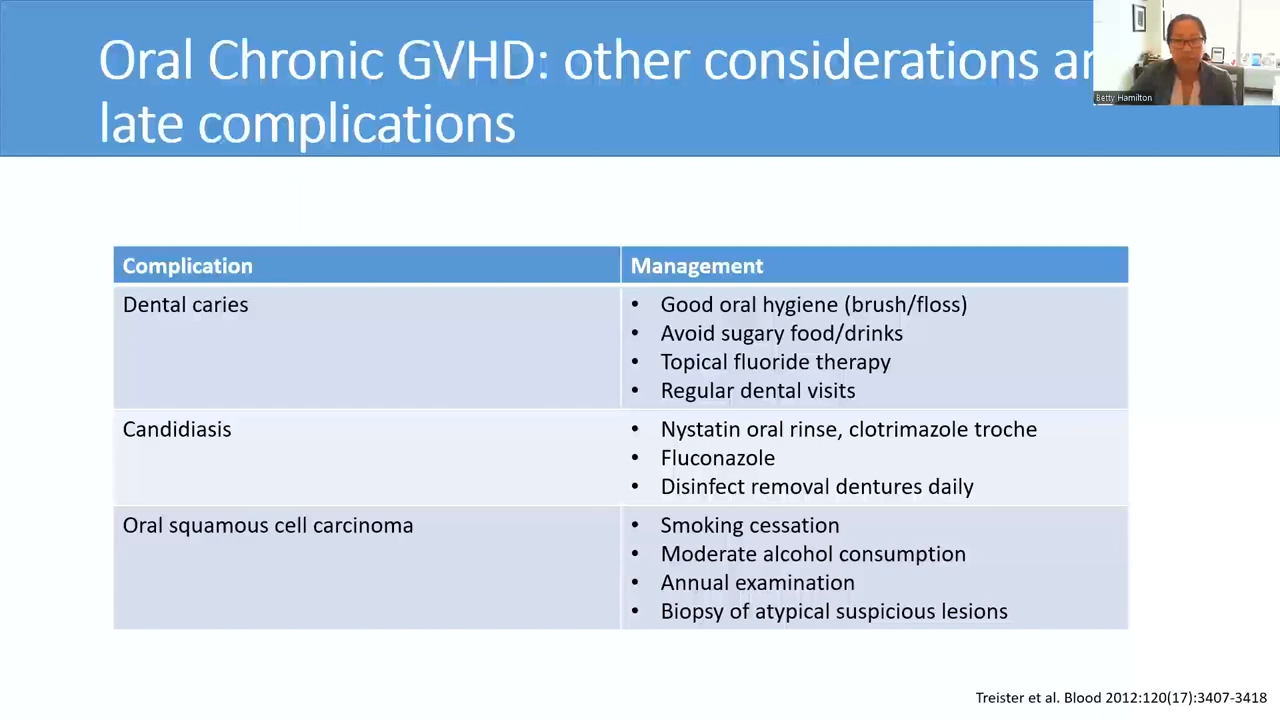 Oral Chronic GVHD: other considerations
late complications
Betty Hamilton
Complication
Management
Dental caries
• Good oral hygiene (brush/floss)
• Avoid sugary food/drinks
• Topical fluoride therapy
• Regular dental visits
Candidiasis
• Nystatin oral rinse, clotrimazole troche
• Fluconazole
• Disinfect removal dentures daily
Oral squamous cell carcinoma
• Smoking cessation
• Moderate alcohol consumption
• Annual examination
• Biopsy of atypical suspicious lesions
Treister et al. Blood 2012:120(17):3407-3418